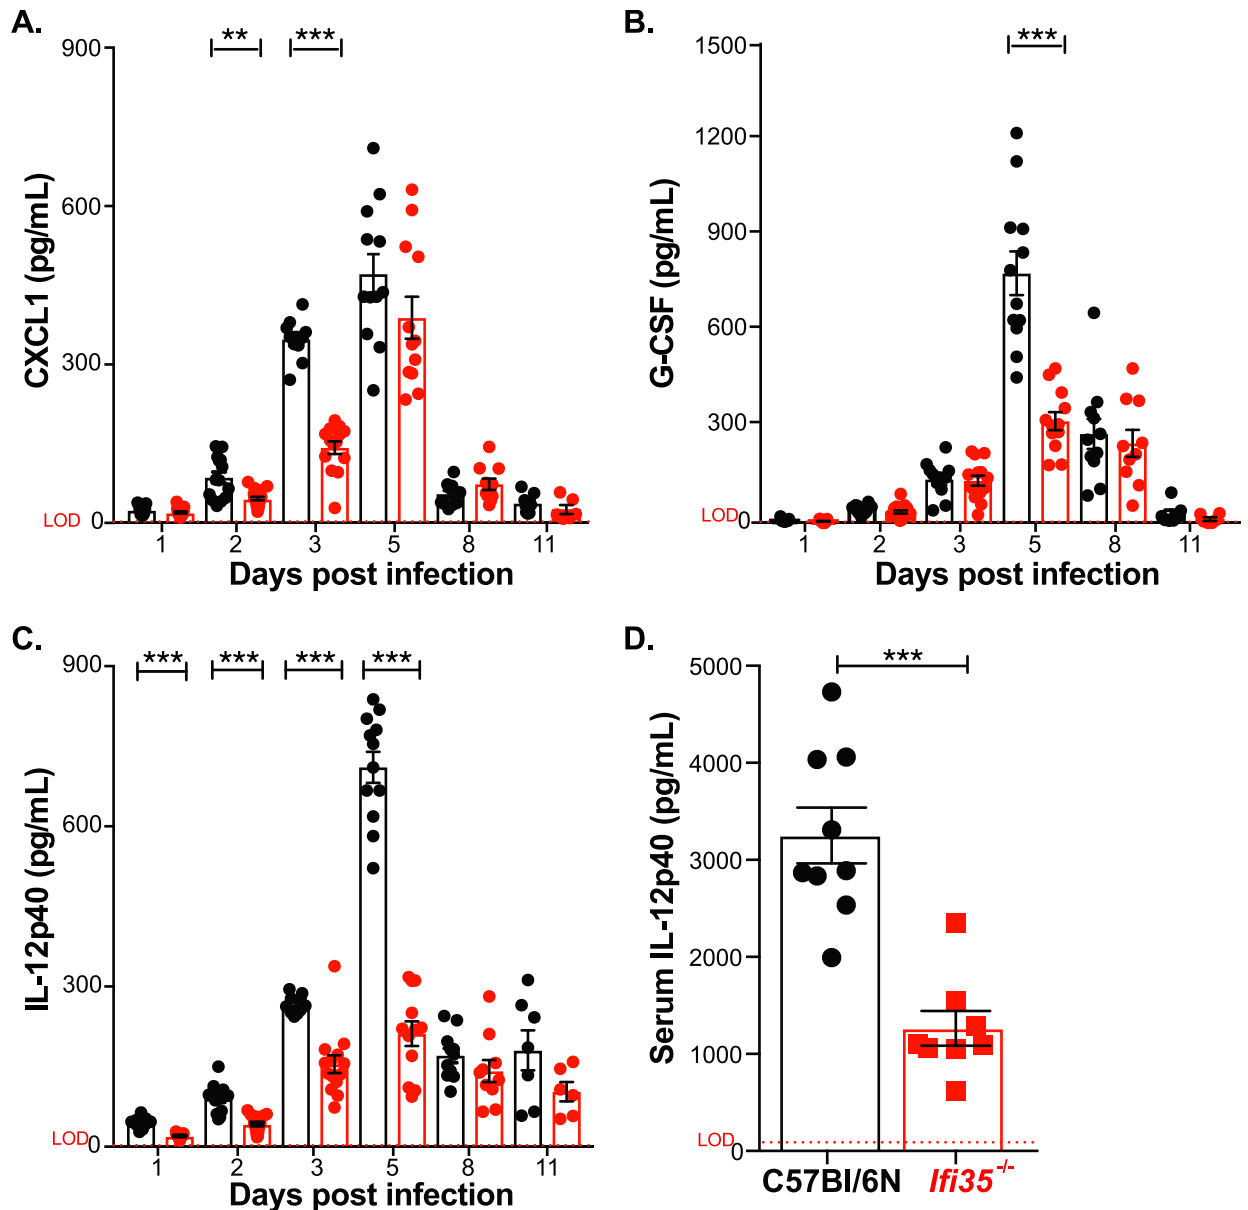 A.
** ***
900
600
300
LOD 0
CXCL1 (pg/mL)
1 2 3 5 8 11
Days post infection
B.
***
1500
1200
900
600
300
LOD 0
G-CSF (pg/mL)
1 2 3 5 8 11
Days post infection
C.
*** *** *** ***
900
600
300
LOD 0
IL-12p40 (pg/mL)
1 2 3 5 8 11
Days post infection
D.
***
5000
4000
3000
2000
1000
LOD
0
Serum IL-12p40 (pg/mL)
C57Bl/6N Ifi35-/-